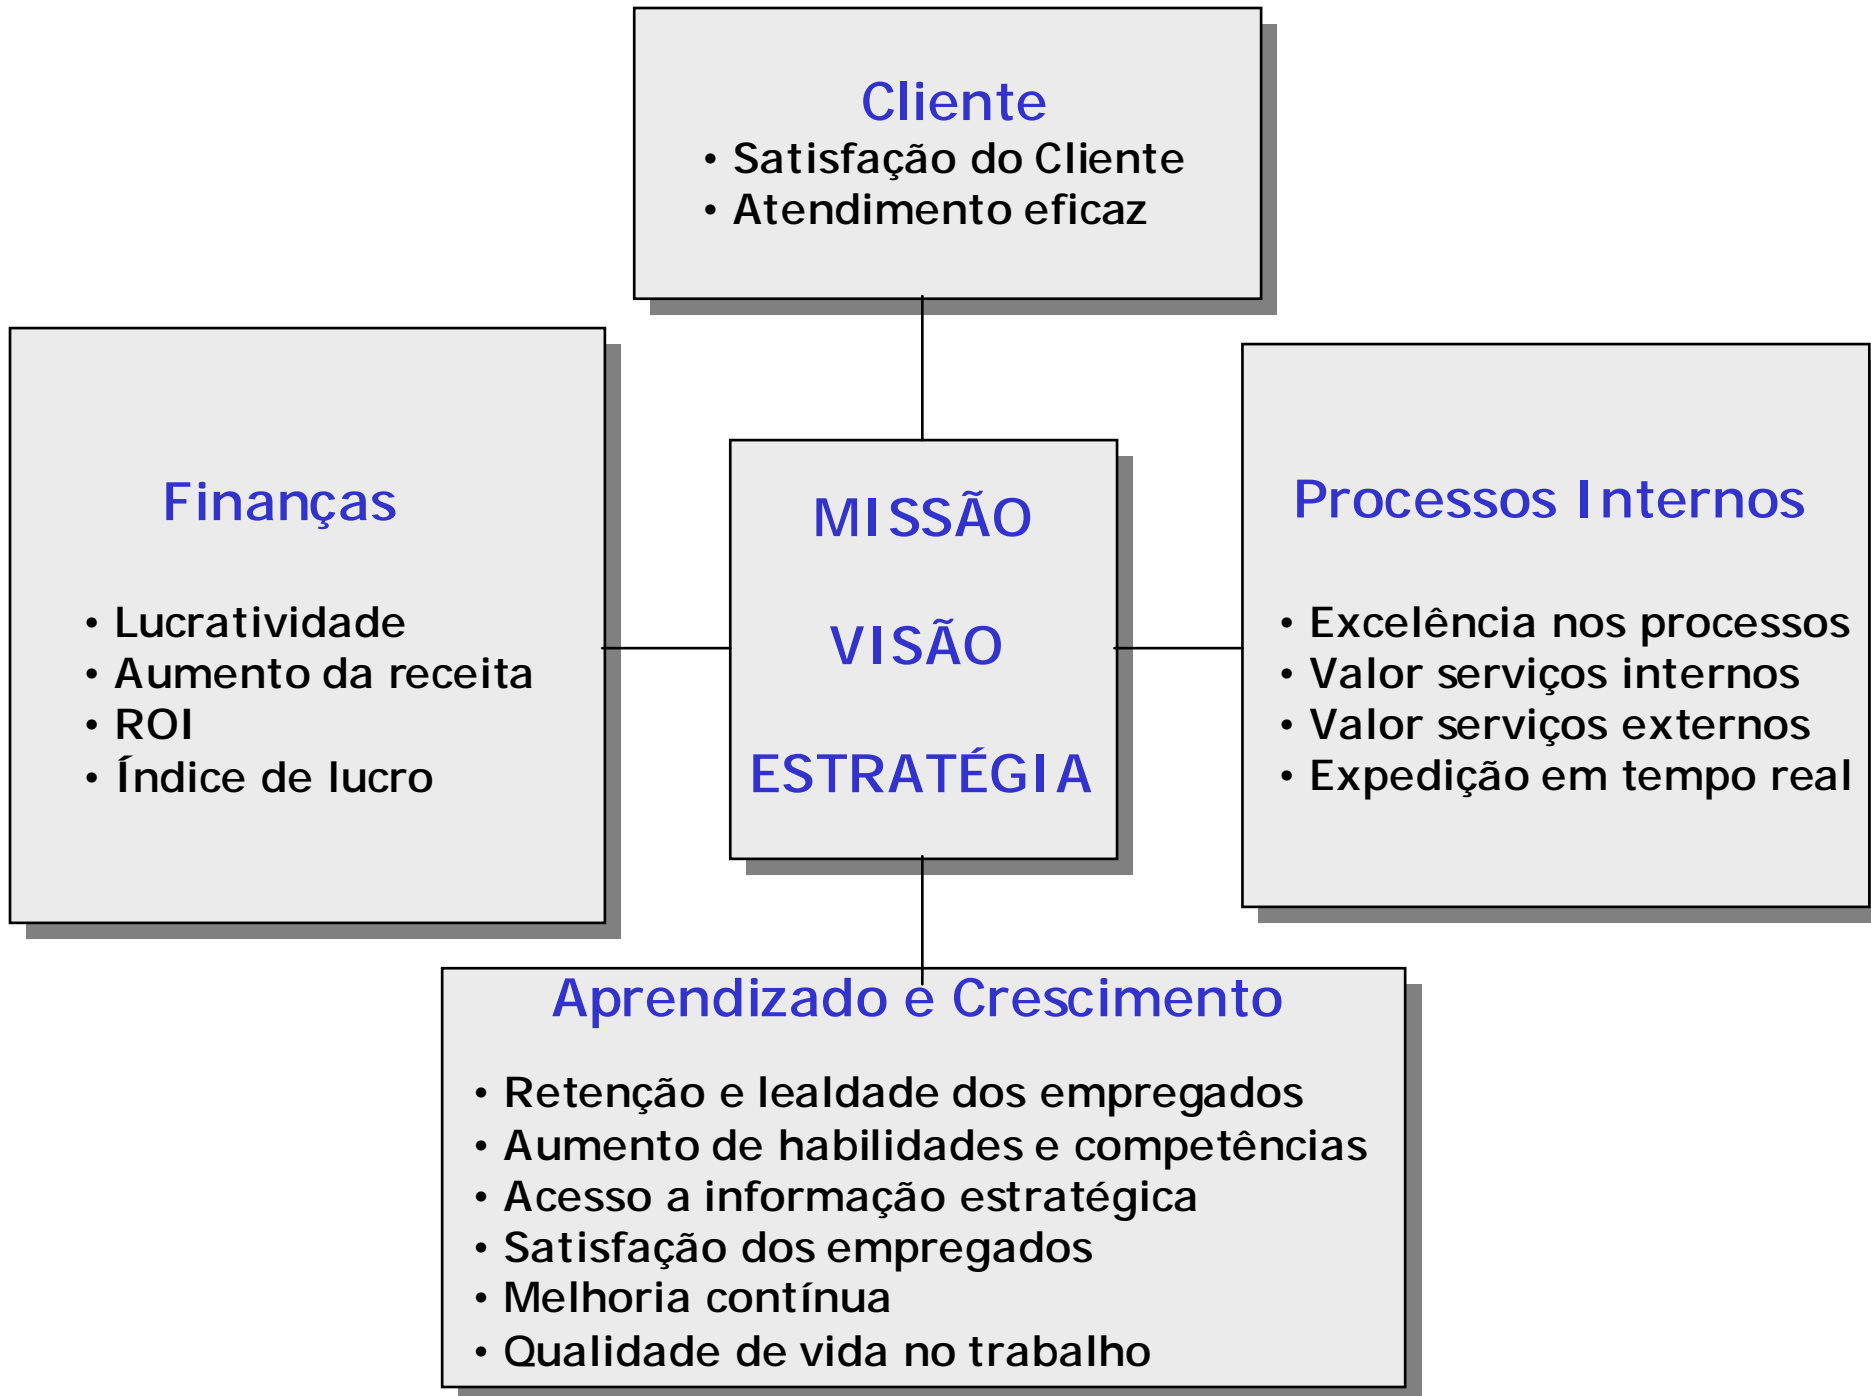 Cliente
• Satisfação do Cliente
• Atendimento eficaz
Finanças
• Lucratividade
• Aumento da receita
• ROI
• Índice de lucro
MISSÃO
VISÃO
ESTRATÉGIA
Processos Internos
• Excelência nos processos
• Valor serviços internos
• Valor serviços externos
• Expedição em tempo real
Aprendizado e Crescimento
• Retenção e lealdade dos empregados
• Aumento de habilidades e competências
• Acesso a informação estratégica
• Satisfação dos empregados
• Melhoria contínua
• Qualidade de vida no trabalho